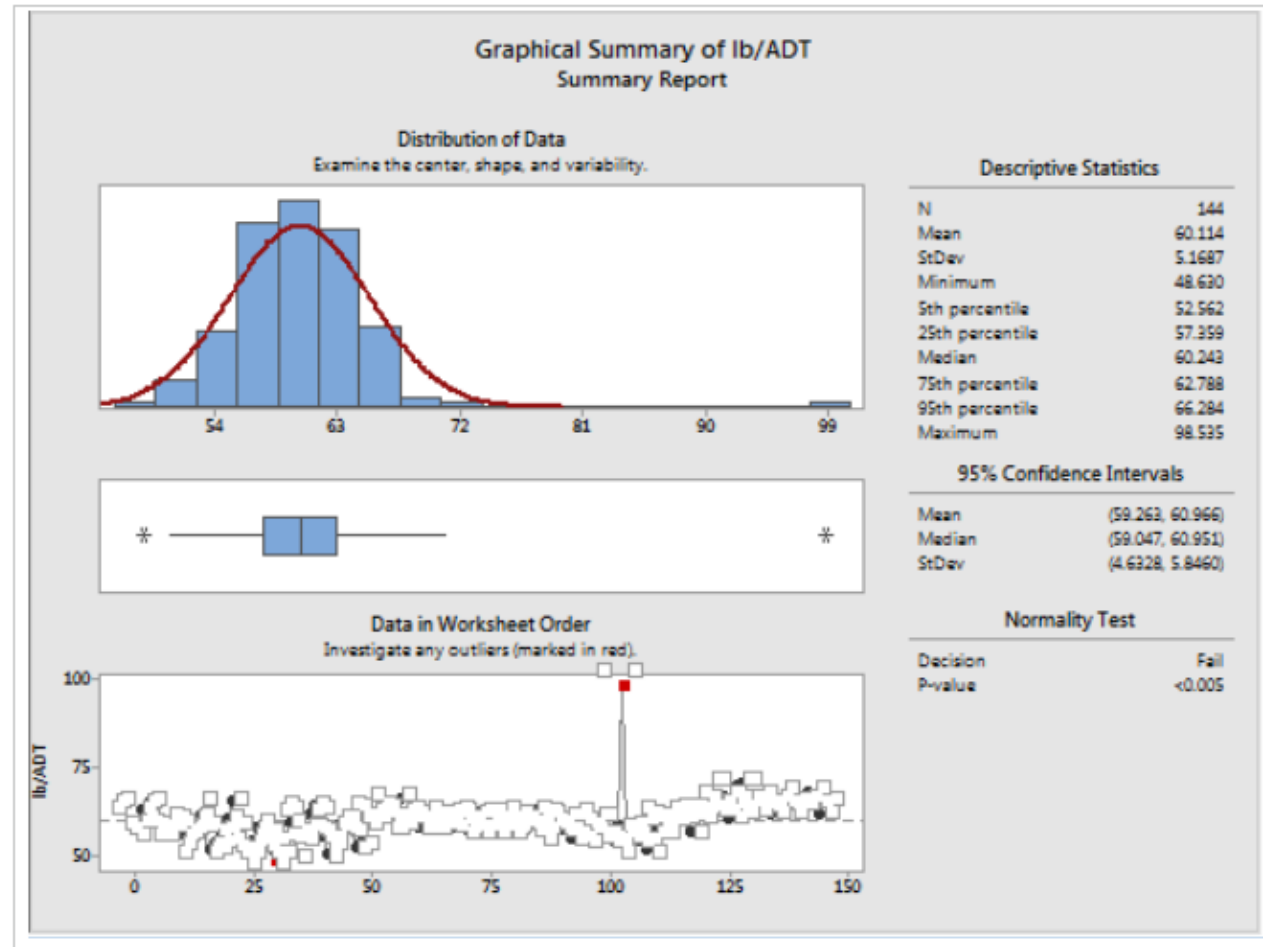 Graphical Summary of lb/ADT
Summary Report
Distribution of Data
Examine the center, shape, and variability.
54 63 72 81 90 99
Data in Worksheet Order
Investigate any outliers (marked in red).
lb/ADT
100
75
50
0 25 50 75 100 125 150
Descriptive Statistics
N 144
Mean 60.114
StDev 5.1687
Minimum 48.630
5th percentile 52.562
25th percentile 57.359
Median 60.243
75th percentile 62.788
95th percentile 66.284
Maximum 98.535
95% Confidence Intervals
Mean (59.263, 60.966)
Median (59.047, 60.951)
StDev (4.6328, 5.8460)
Normality Test
Decision Fail
P-value <0.005